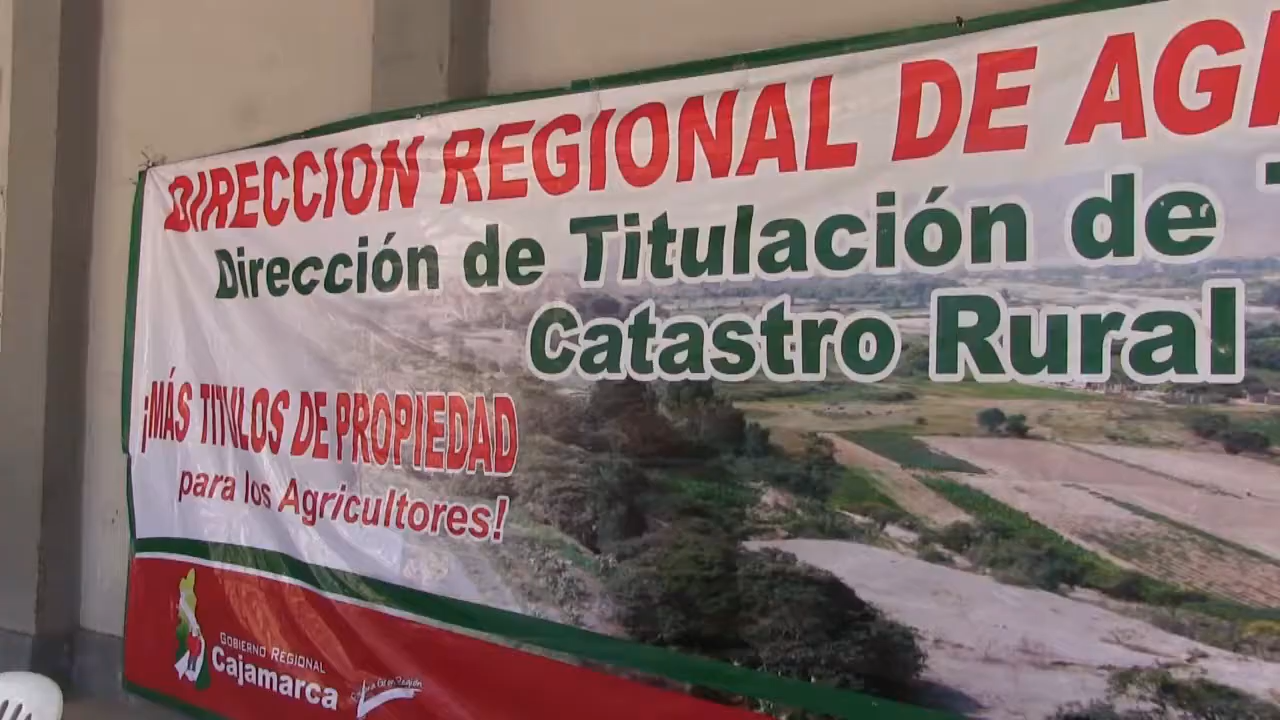 DIRECCION REGIONAL DE AGR
Dirección de Titulación de T
Catastro Rural
¡MÁS TITULOS DE PROPIEDAD
para los Agricultores!
GOBIERNO REGIONAL
Cajamarca